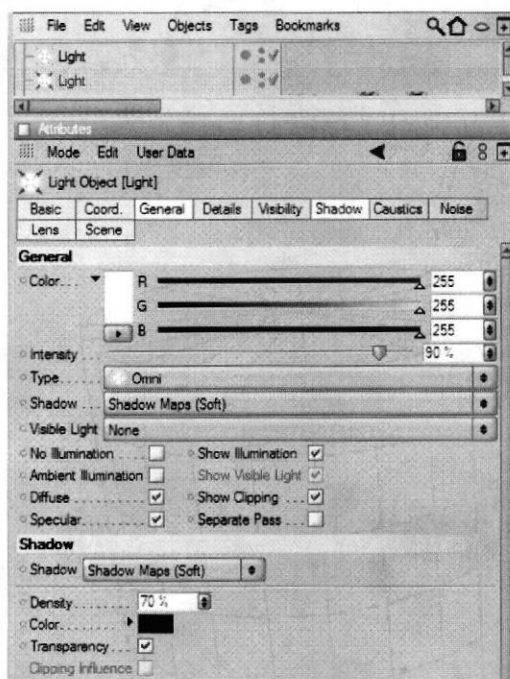 File Edit View Objects Tags Bookmarks
Light
Light
Attributes
Mode Edit User Data
Light Object [Light]
Basic Coord. General Details Visibility Shadow Caustics Noise
Lens Scene
General
Color... R 255
G 255
B 255
Intensity... 90 %
Type..... Omni
Shadow... Shadow Maps (Soft)
Visible Light None
No Illumination Show Illumination
Ambient Illumination Show Visible Light
Diffuse......... Show Clipping...
Specular....... Separate Pass...
Shadow
Shadow Shadow Maps (Soft)
Density....... 70 %
Color.......
Transparency...
Clipping Influence